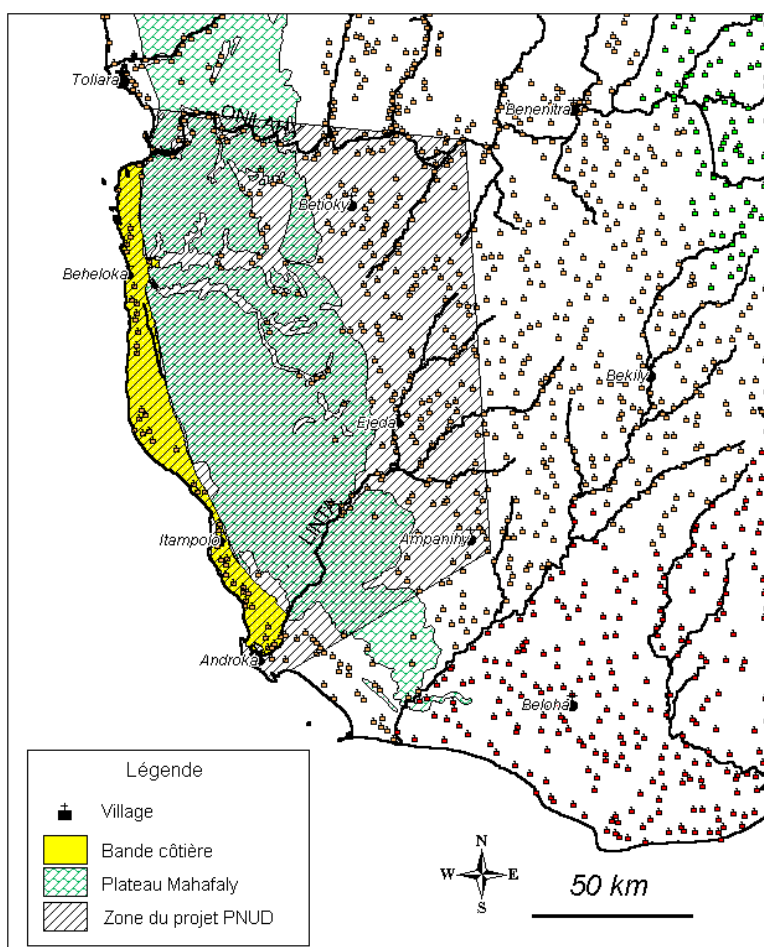 Toliara
ONILAHY
Benenitra
Betioky
Beheloka
Bekily
Ejeda
LINTA
Itampolo
Ampanihy
Androka
Beloha
Légende
Village
Bande côtière
Plateau Mahafaly
Zone du projet PNUD
N
W E
S
50 km